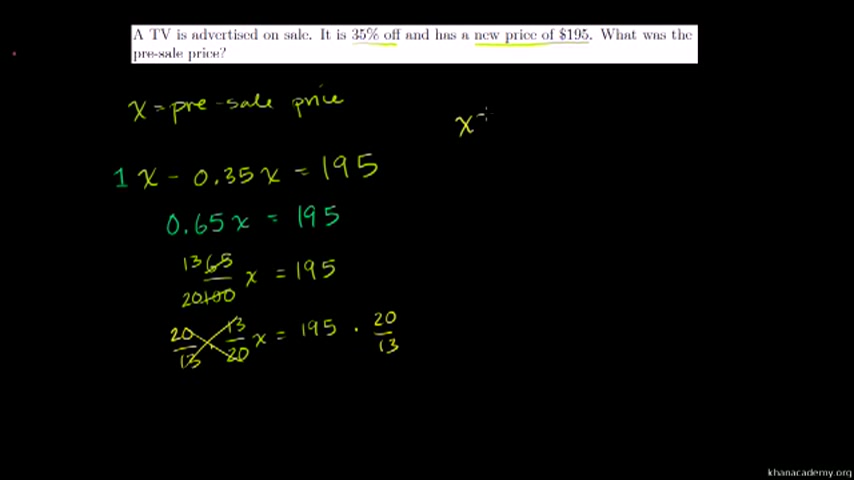 A TV is advertised on sale. It is 35% off and has a new price of $195. What was the
pre-sale price?
x = pre-sale price
x =
1x - 0.35x = 195
0.65x = 195
13 65/20 100 x = 195
20/13 · 13/20 x = 195 · 20/13
khanacademy.org